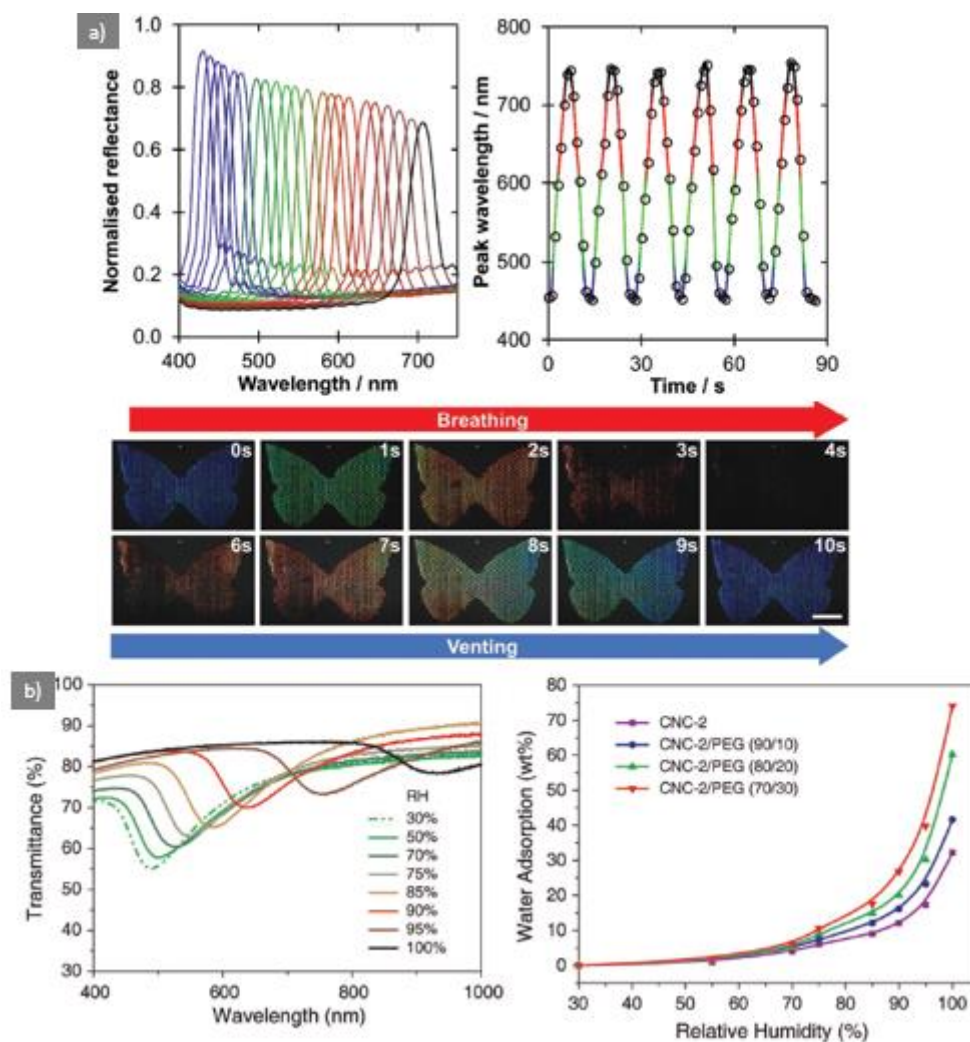 a)
Normalised reflectance
1.0
0.8
0.6
0.4
0.2
0.0
400 500 600 700
Wavelength / nm
Peak wavelength / nm
800
700
600
500
400
0 30 60 90
Time / s
Breathing
0s 1s 2s 3s 4s
6s 7s 8s 9s 10s
Venting
b)
Transmittance (%)
100
90
80
70
60
50
40
30
RH
30%
50%
70%
75%
85%
90%
95%
100%
400 600 800 1000
Wavelength (nm)
Water Adsorption (wt%)
80
70
60
50
40
30
20
10
0
CNC-2
CNC-2/PEG (90/10)
CNC-2/PEG (80/20)
CNC-2/PEG (70/30)
30 40 50 60 70 80 90 100
Relative Humidity (%)